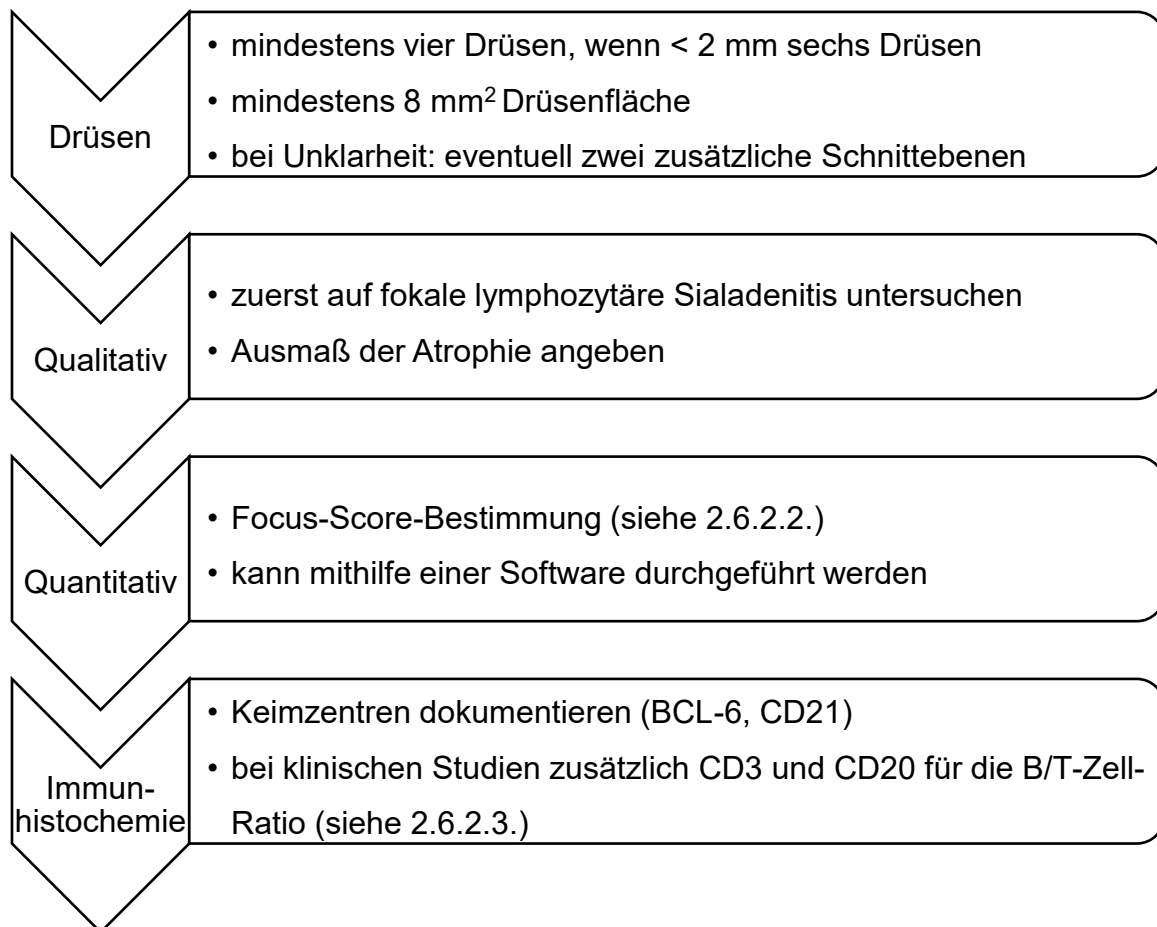 Drüsen
• mindestens vier Drüsen, wenn < 2 mm sechs Drüsen
• mindestens 8 mm² Drüsenfläche
• bei Unklarheit: eventuell zwei zusätzliche Schnittebenen
Qualitativ
• zuerst auf fokale lymphozytäre Sialadenitis untersuchen
• Ausmaß der Atrophie angeben
Quantitativ
• Focus-Score-Bestimmung (siehe 2.6.2.2.)
• kann mithilfe einer Software durchgeführt werden
Immun-
histochemie
• Keimzentren dokumentieren (BCL-6, CD21)
• bei klinischen Studien zusätzlich CD3 und CD20 für die B/T-Zell-
Ratio (siehe 2.6.2.3.)